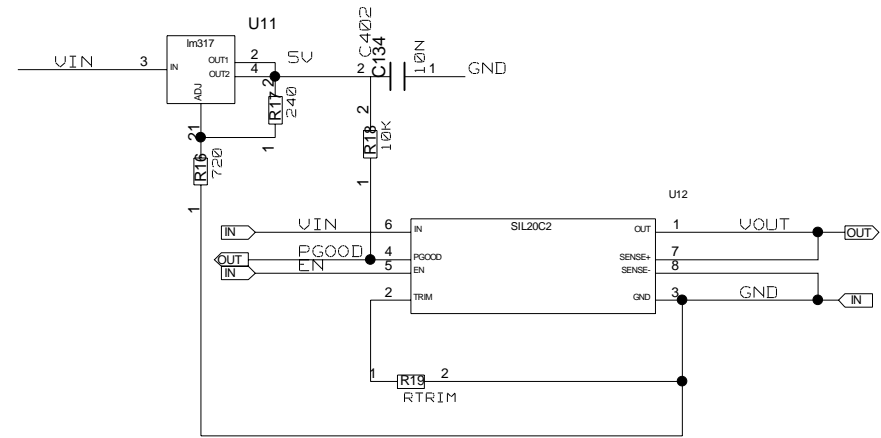 U11
lm317
VIN 3 IN OUT1 2 5V
OUT2 4
ADJ
2 R17 240 1
C402
C134
2 10N 1 GND
2 R18 10K 1
21
R16 720
1
U12
SIL20C2
IN VIN 6 IN OUT 1 VOUT OUT
OUT PGOOD 4 PGOOD SENSE+ 7
IN EN 5 EN SENSE- 8
2 TRIM GND 3 GND IN
1 R19 2
RTRIM